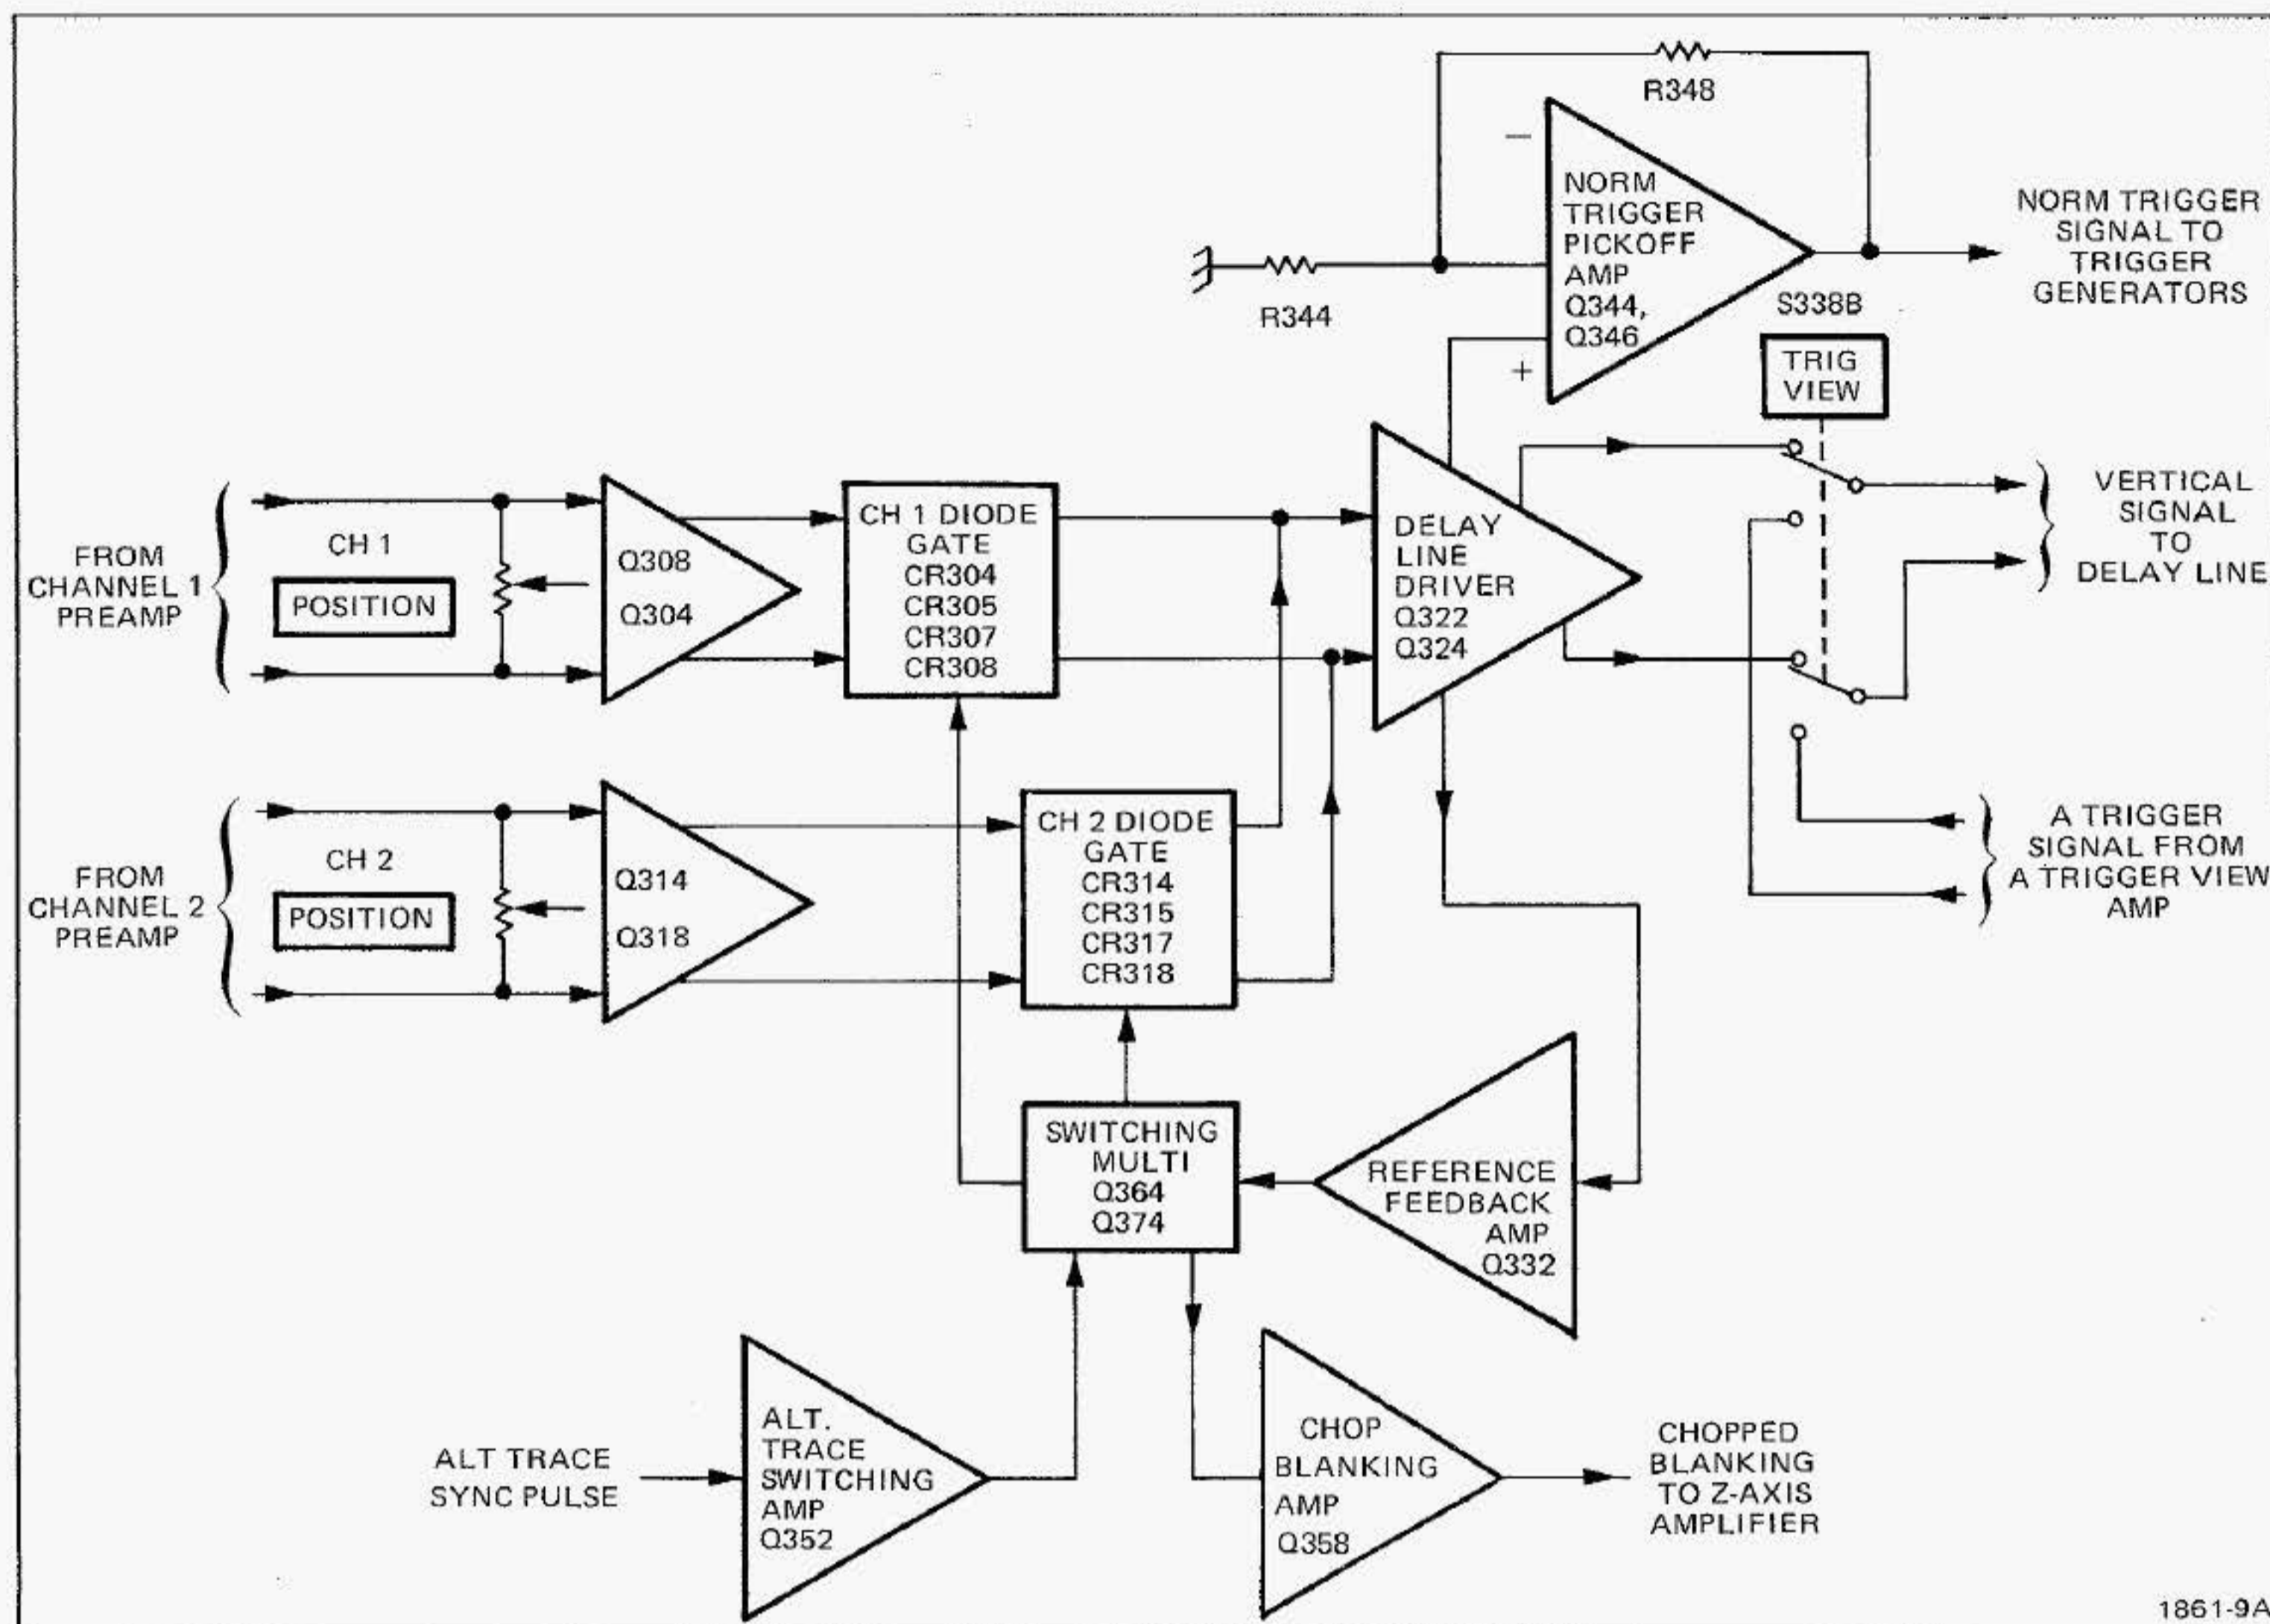 R348
−
NORM
TRIGGER
PICKOFF
AMP
Q344,
Q346
+
R344
NORM TRIGGER
SIGNAL TO
TRIGGER
GENERATORS
S338B
TRIG
VIEW
FROM
CHANNEL 1
PREAMP
CH 1
POSITION
Q308
Q304
CH 1 DIODE
GATE
CR304
CR305
CR307
CR308
DELAY
LINE
DRIVER
Q322
Q324
VERTICAL
SIGNAL
TO
DELAY LINE
FROM
CHANNEL 2
PREAMP
CH 2
POSITION
Q314
Q318
CH 2 DIODE
GATE
CR314
CR315
CR317
CR318
A TRIGGER
SIGNAL FROM
A TRIGGER VIEW
AMP
SWITCHING
MULTI
Q364
Q374
REFERENCE
FEEDBACK
AMP
Q332
ALT TRACE
SYNC PULSE
ALT.
TRACE
SWITCHING
AMP
Q352
CHOP
BLANKING
AMP
Q358
CHOPPED
BLANKING
TO Z-AXIS
AMPLIFIER
1861-9A